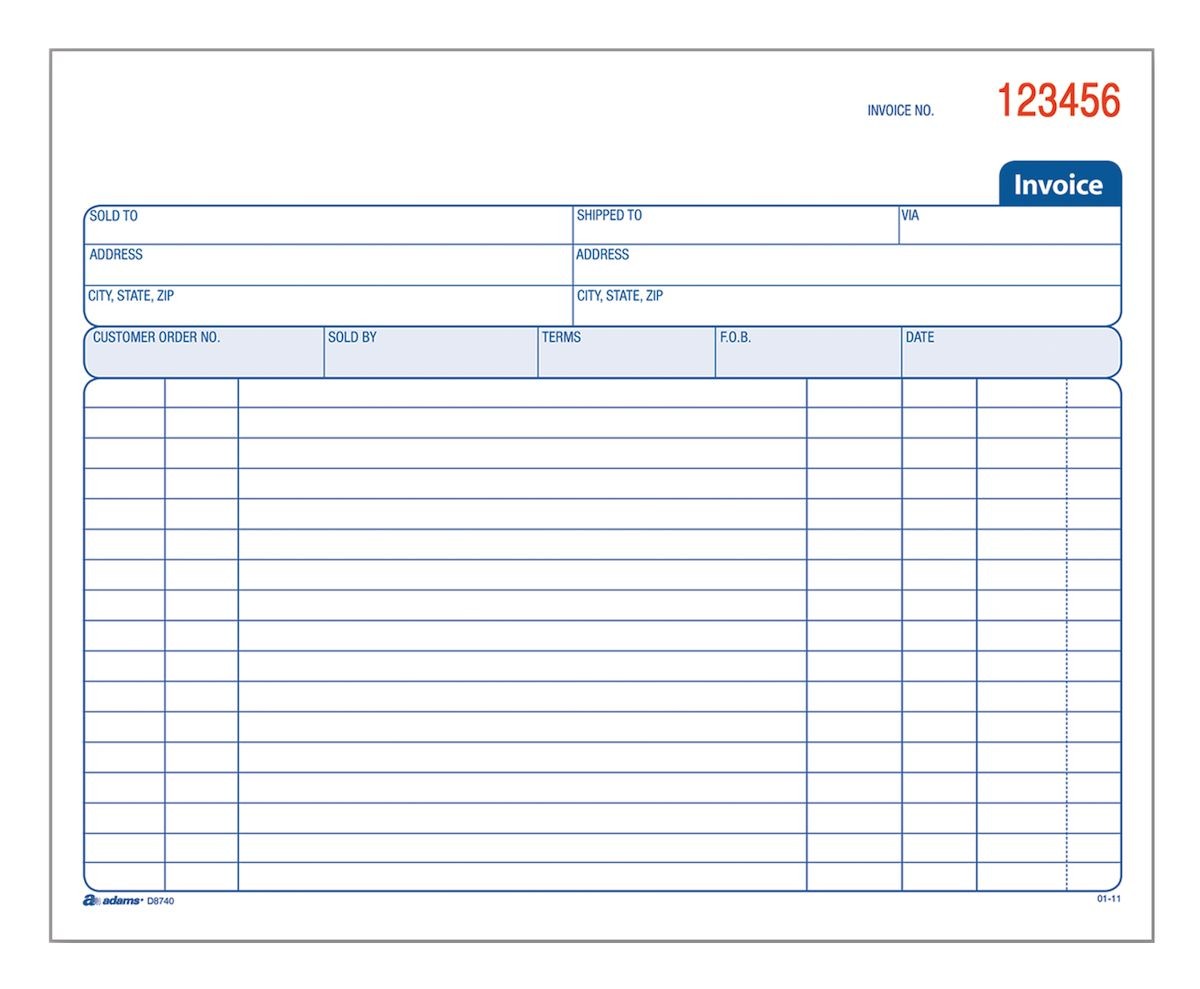 INVOICE NO. 123456
Invoice
SOLD TO SHIPPED TO VIA
ADDRESS ADDRESS
CITY, STATE, ZIP CITY, STATE, ZIP
CUSTOMER ORDER NO. SOLD BY TERMS F.O.B. DATE
a adams D8740 01-11